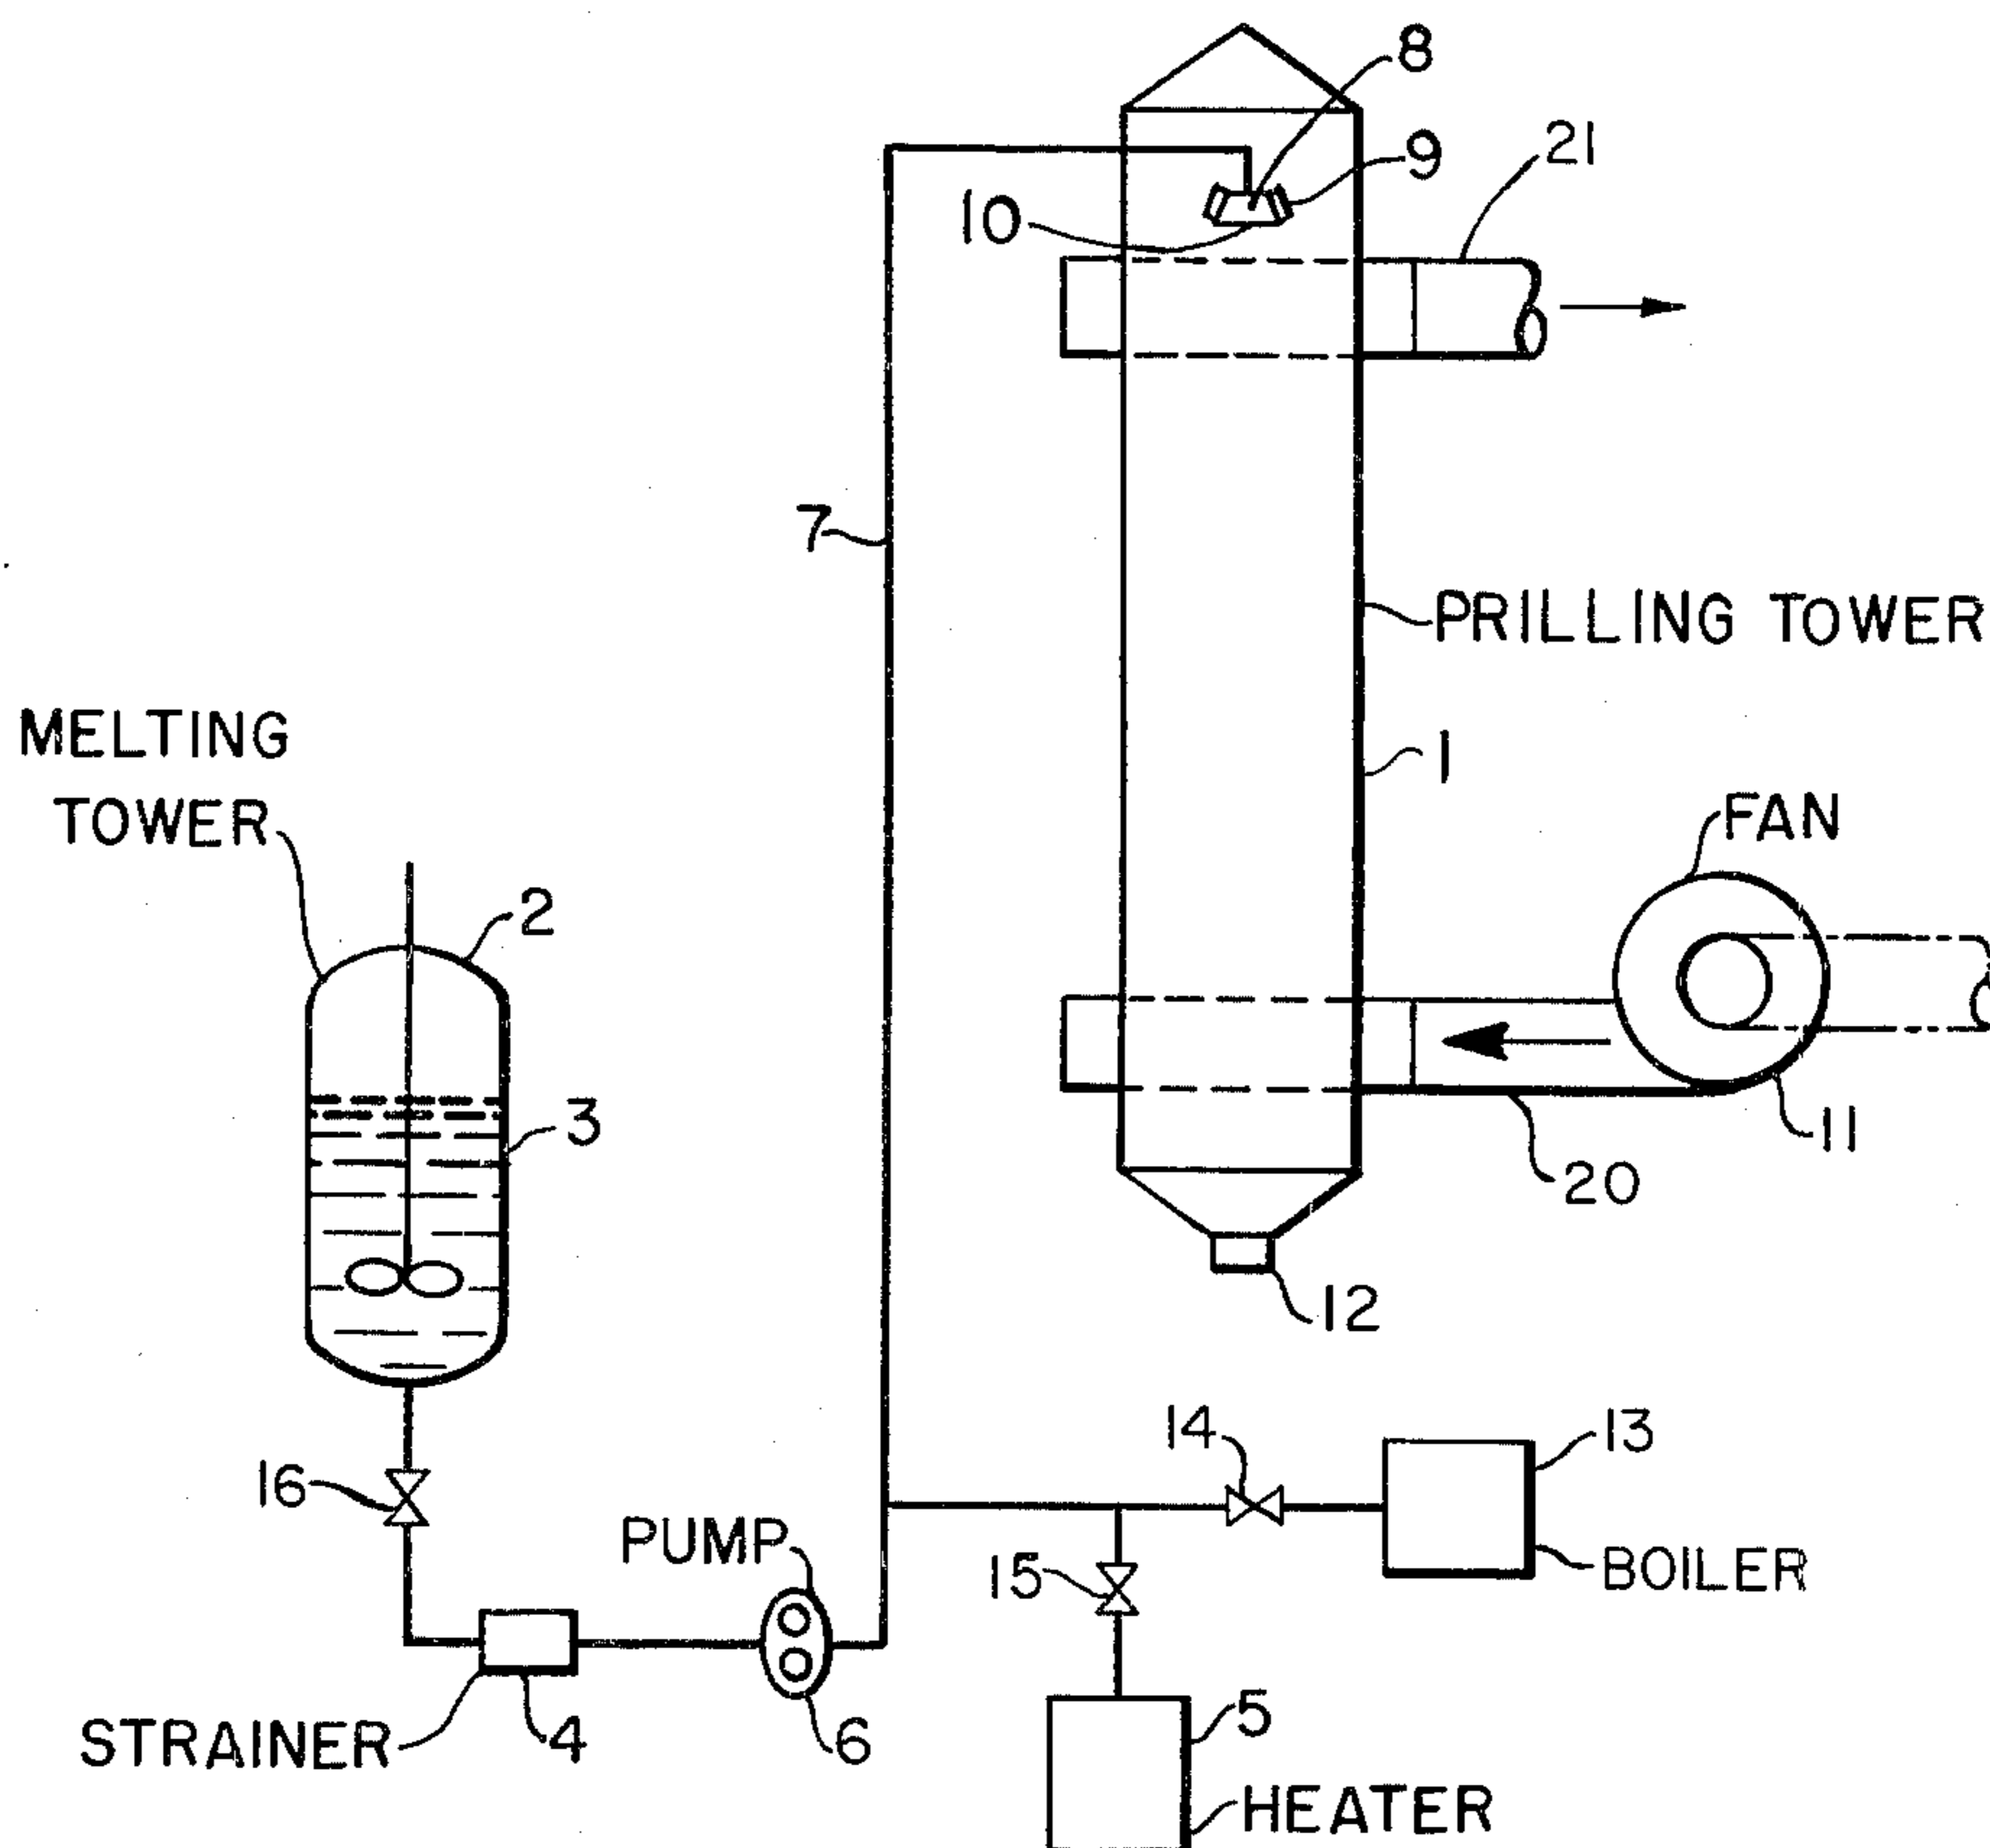 8
9
21
10
7
PRILLING TOWER
MELTING
TOWER
1
FAN
2
3
11
20
12
14
13
16
PUMP
15
BOILER
STRAINER
4
6
5
HEATER